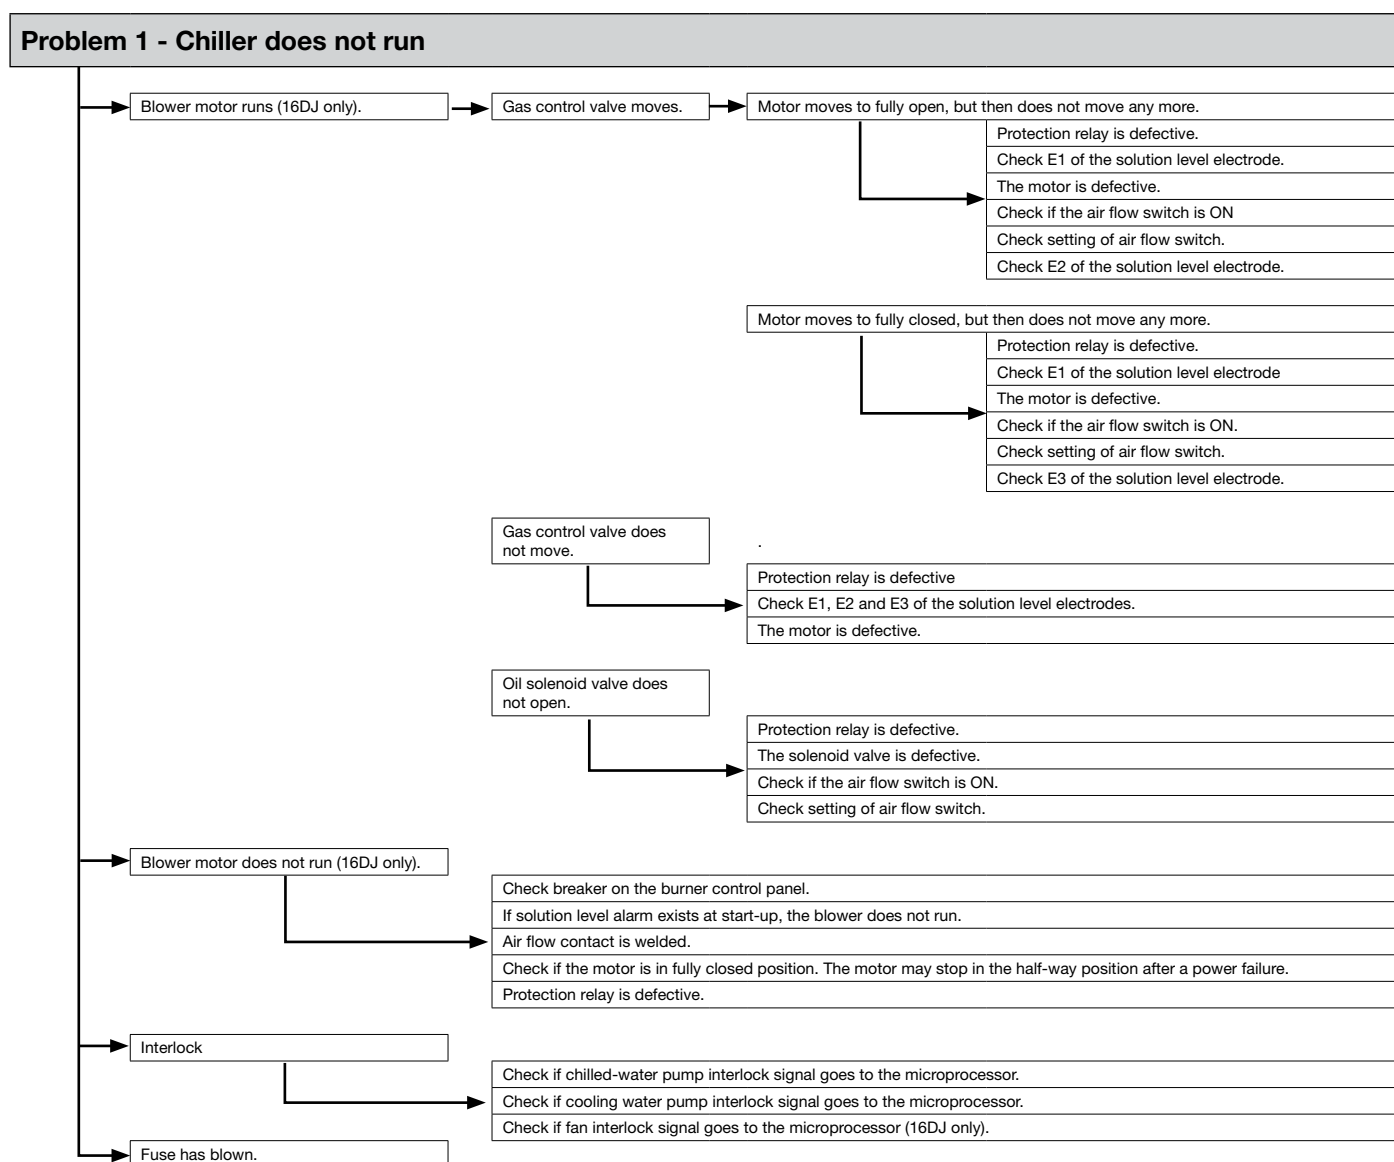 Problem 1 - Chiller does not run
Blower motor runs (16DJ only).
Gas control valve moves.
Motor moves to fully open, but then does not move any more.
Protection relay is defective.
Check E1 of the solution level electrode.
The motor is defective.
Check if the air flow switch is ON
Check setting of air flow switch.
Check E2 of the solution level electrode.
Motor moves to fully closed, but then does not move any more.
Protection relay is defective.
Check E1 of the solution level electrode
The motor is defective.
Check if the air flow switch is ON.
Check setting of air flow switch.
Check E3 of the solution level electrode.
Gas control valve does
not move.
.
Protection relay is defective
Check E1, E2 and E3 of the solution level electrodes.
The motor is defective.
Oil solenoid valve does
not open.
Protection relay is defective.
The solenoid valve is defective.
Check if the air flow switch is ON.
Check setting of air flow switch.
Blower motor does not run (16DJ only).
Check breaker on the burner control panel.
If solution level alarm exists at start-up, the blower does not run.
Air flow contact is welded.
Check if the motor is in fully closed position. The motor may stop in the half-way position after a power failure.
Protection relay is defective.
Interlock
Check if chilled-water pump interlock signal goes to the microprocessor.
Check if cooling water pump interlock signal goes to the microprocessor.
Check if fan interlock signal goes to the microprocessor (16DJ only).
Fuse has blown.